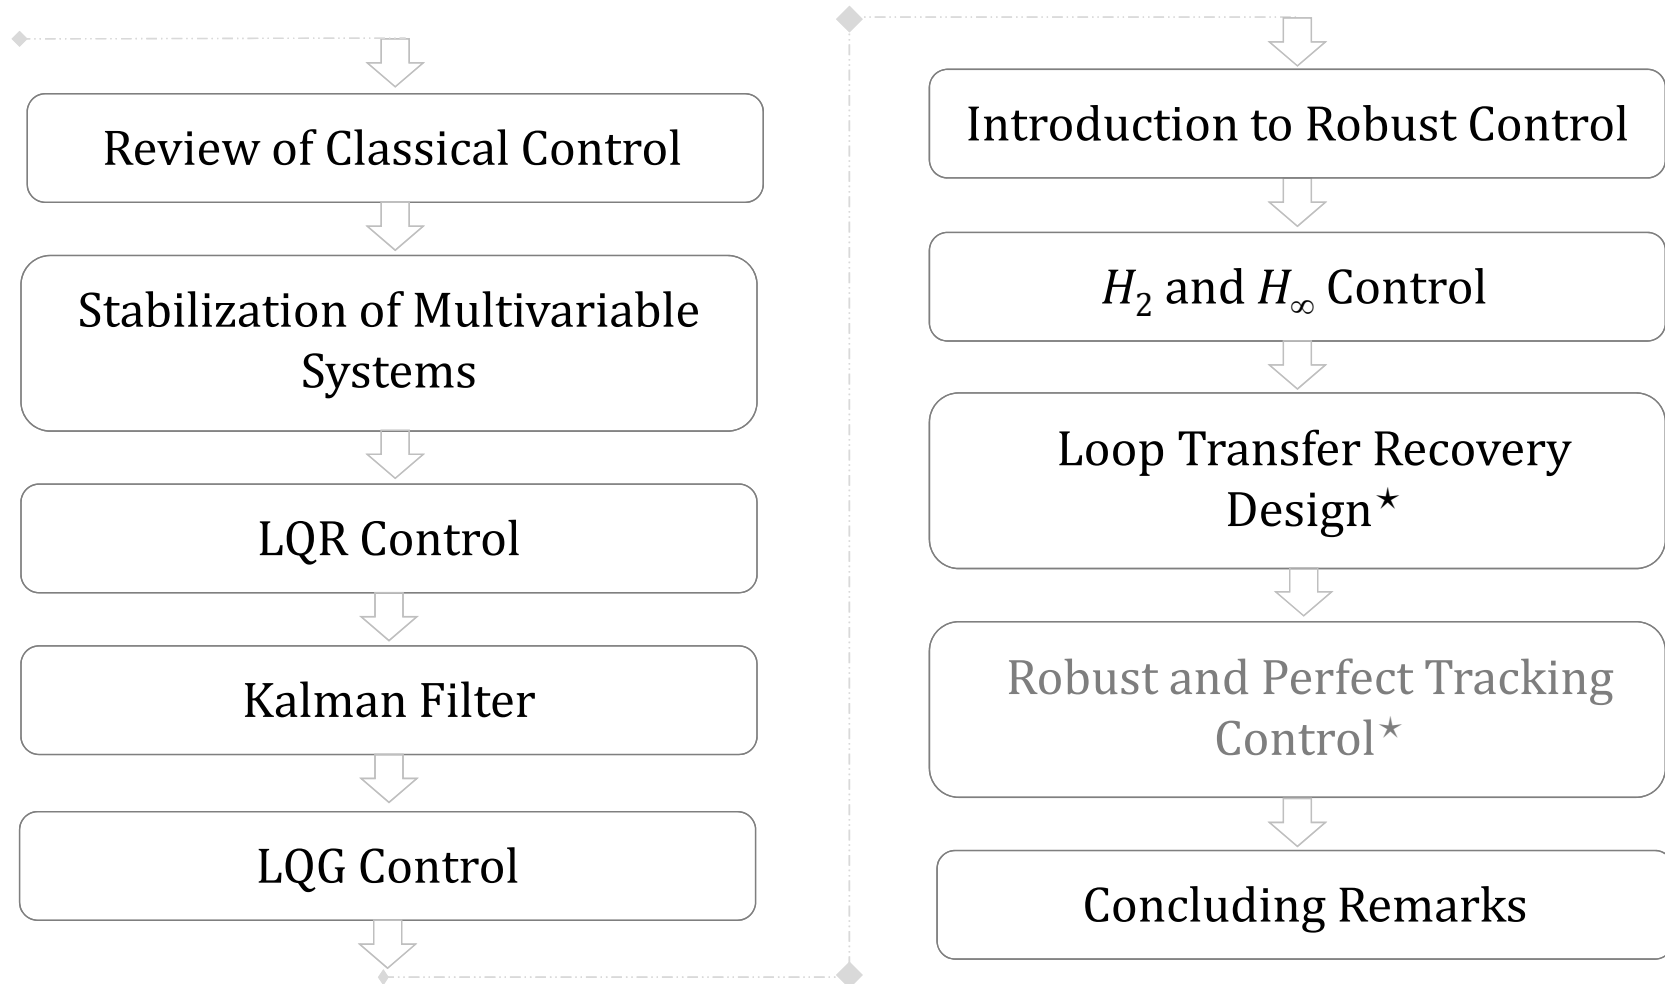 Review of Classical Control
Stabilization of Multivariable
Systems
LQR Control
Kalman Filter
LQG Control
Introduction to Robust Control
H₂ and H∞ Control
Loop Transfer Recovery
Design★
Robust and Perfect Tracking
Control★
Concluding Remarks